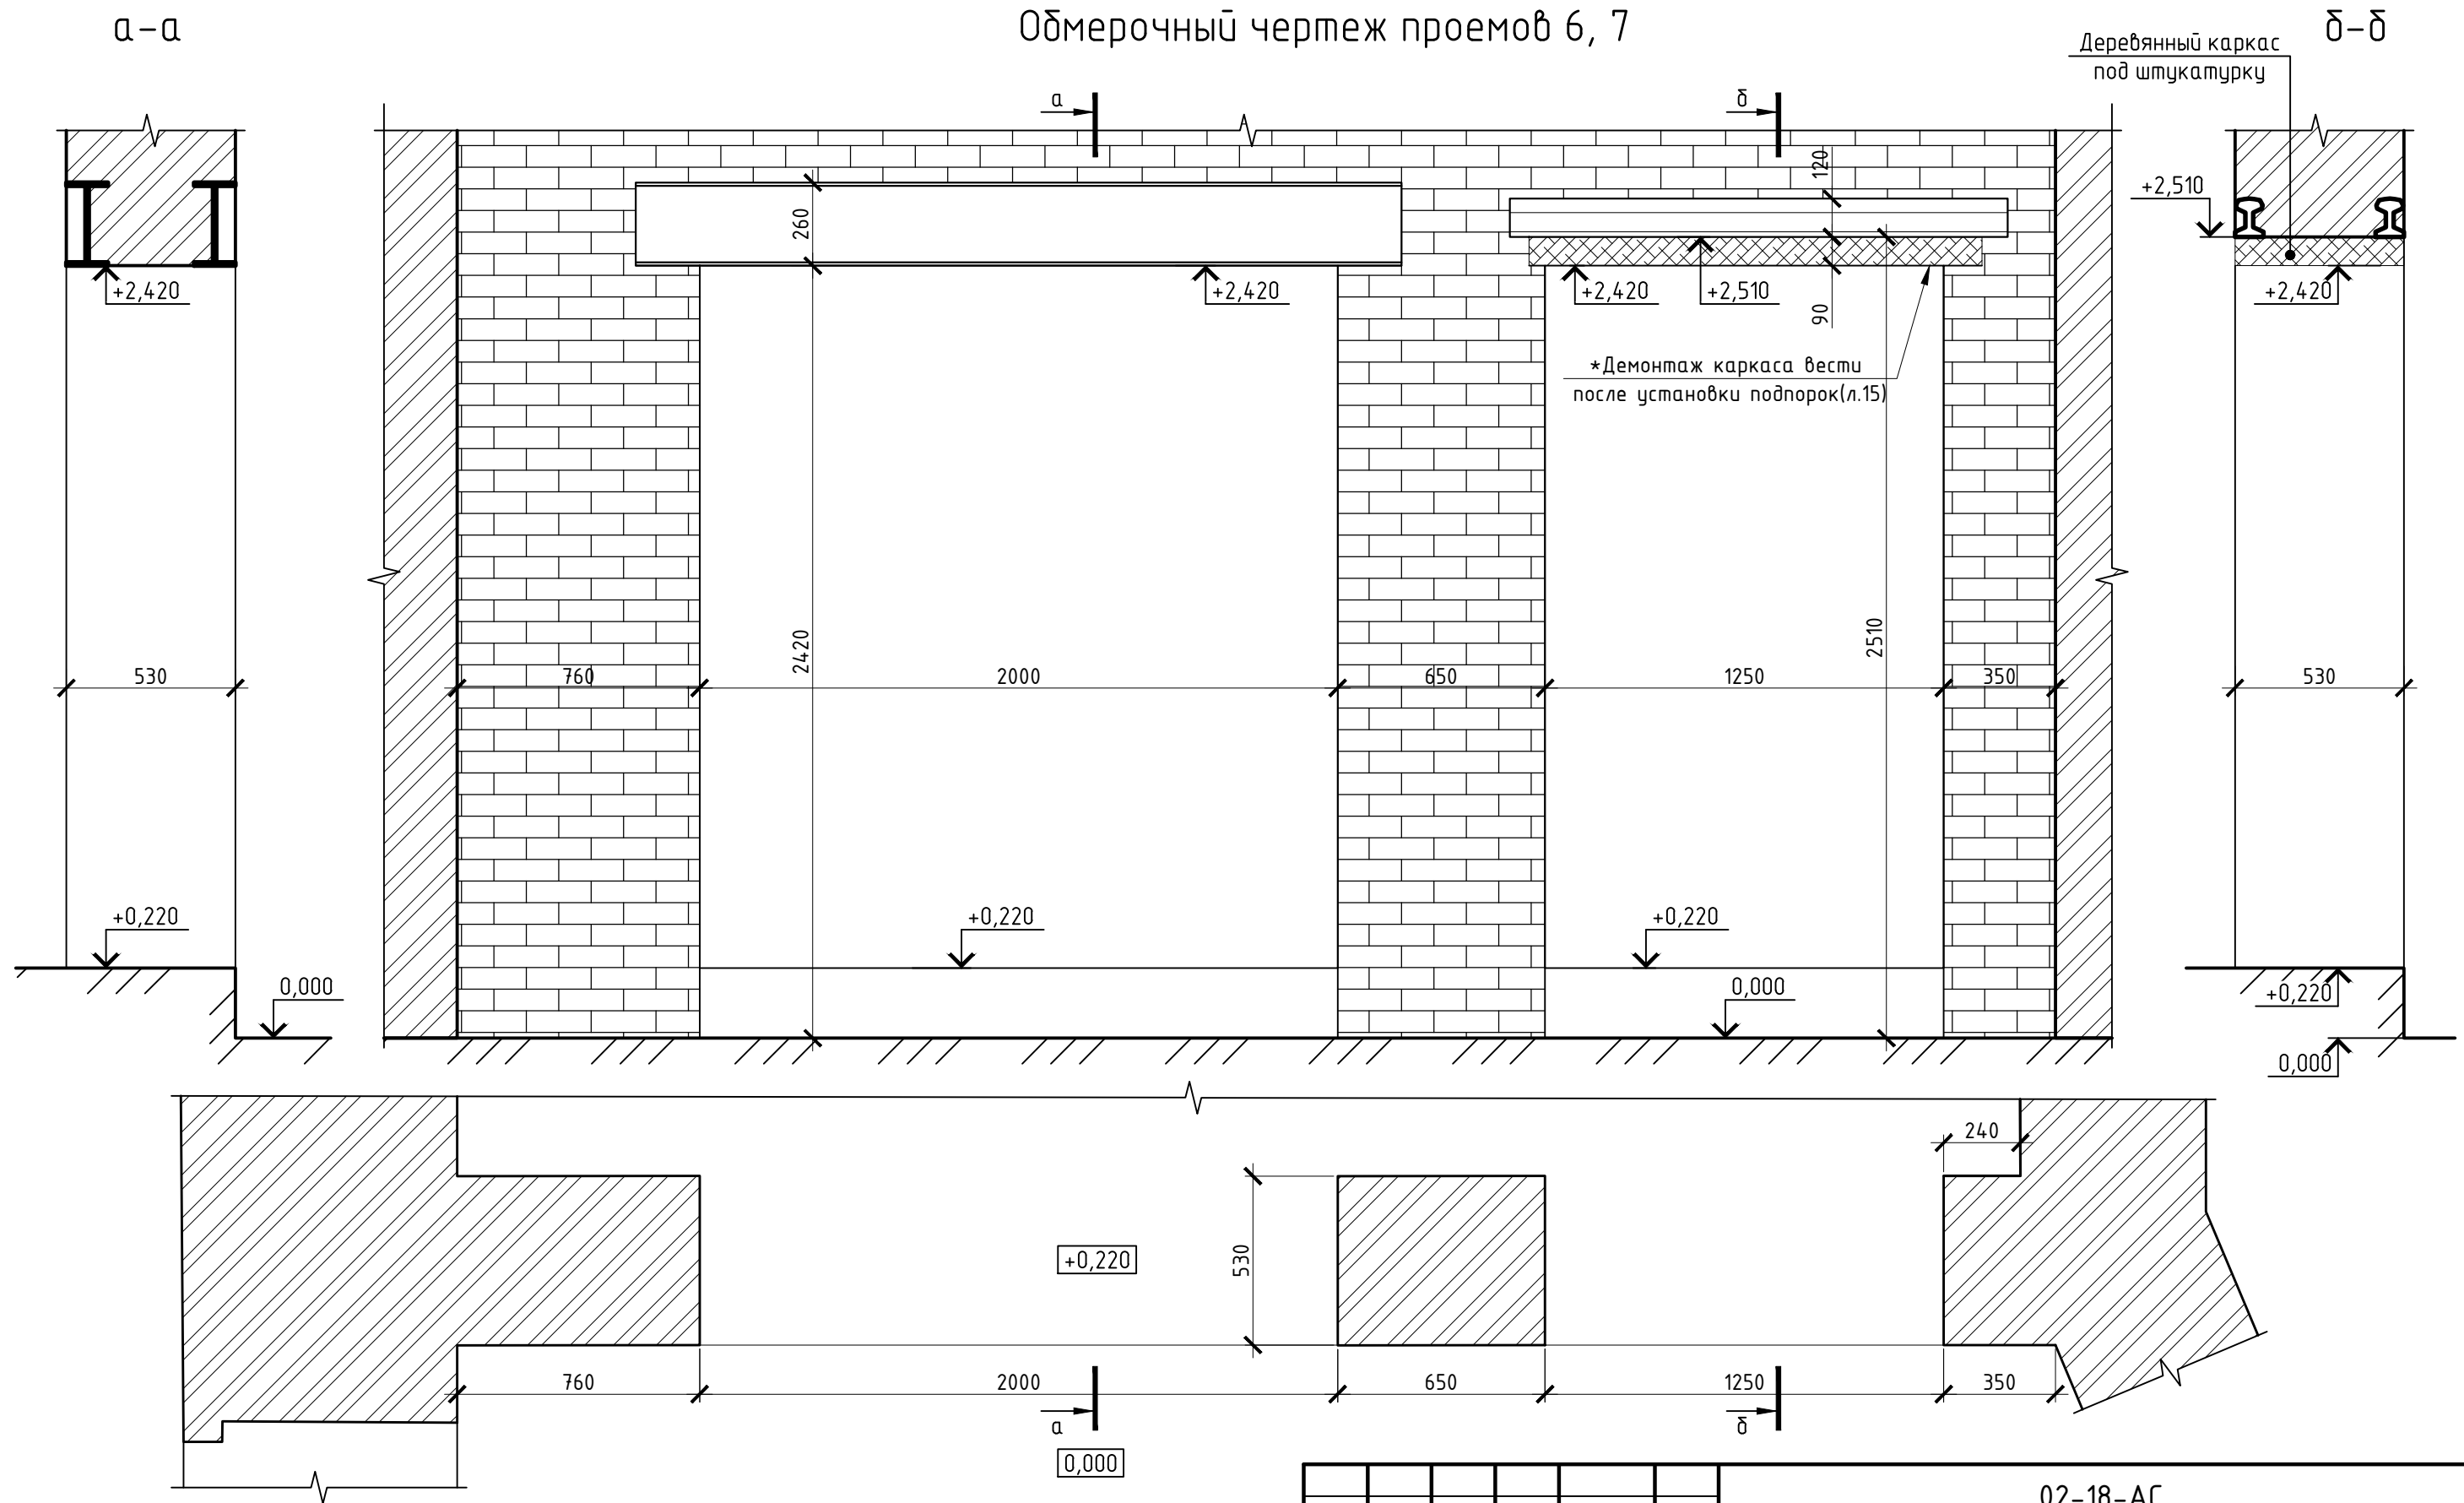 а-а
Обмерочный чертеж проемов 6, 7
б-б
Деревянный каркас
под штукатурку
а
б
120
+2,510
260
+2,420
+2,420
+2,420
+2,510
90
+2,420
*Демонтаж каркаса вести
после установки подпорок(л.15)
2420
2510
530
760
2000
650
1250
350
530
+0,220
+0,220
+0,220
0,000
0,000
+0,220
0,000
240
+0,220
530
760
2000
650
1250
350
а
б
0,000
02-18-АС